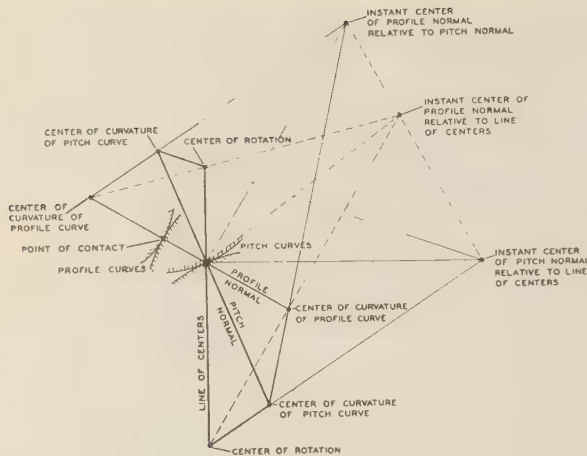 INSTANT CENTER
OF PROFILE NORMAL
RELATIVE TO PITCH NORMAL
INSTANT CENTER OF
PROFILE NORMAL
RELATIVE TO LINE
OF CENTERS
CENTER OF CURVATURE
OF PITCH CURVE
CENTER OF ROTATION
CENTER OF
CURVATURE OF
PROFILE CURVE
POINT OF CONTACT
PROFILE CURVES
PITCH CURVES
PROFILE
NORMAL
PITCH
NORMAL
LINE OF CENTERS
INSTANT CENTER
OF PITCH NORMAL
RELATIVE TO LINE OF
CENTERS
CENTER OF CURVATURE
OF PROFILE CURVE
CENTER OF CURVATURE
OF PITCH CURVE
CENTER OF ROTATION